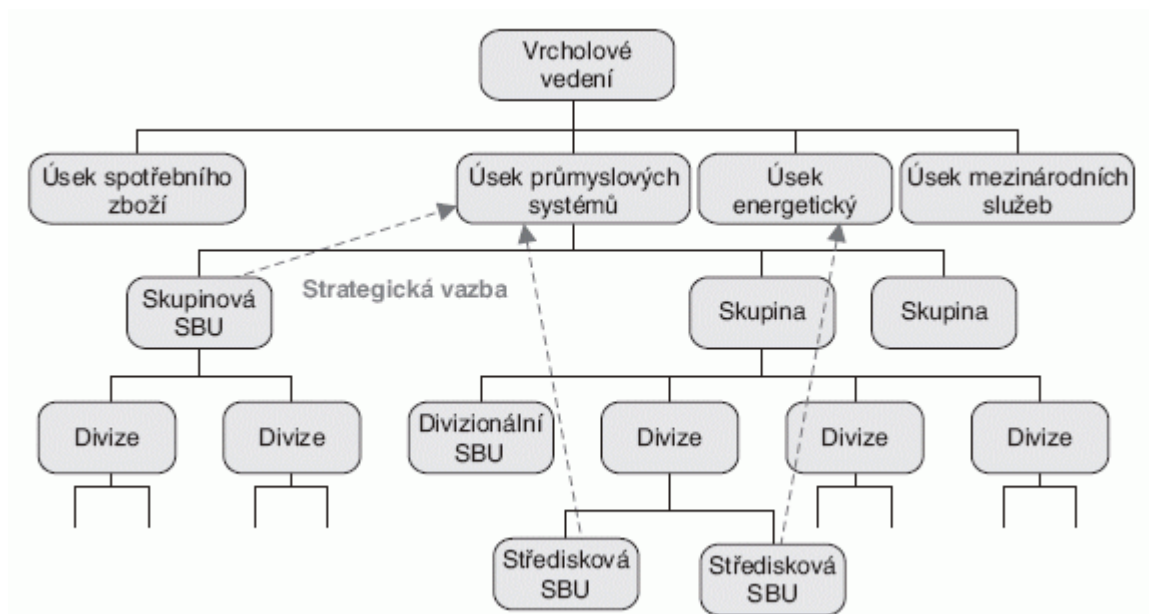 Vrcholové
vedení
Úsek spotřebního
zboží
Úsek průmyslových
systémů
Úsek
energetický
Úsek mezinárodních
služeb
Strategická vazba
Skupinová
SBU
Skupina
Skupina
Divize
Divize
Divizionální
SBU
Divize
Divize
Divize
Středisková
SBU
Středisková
SBU